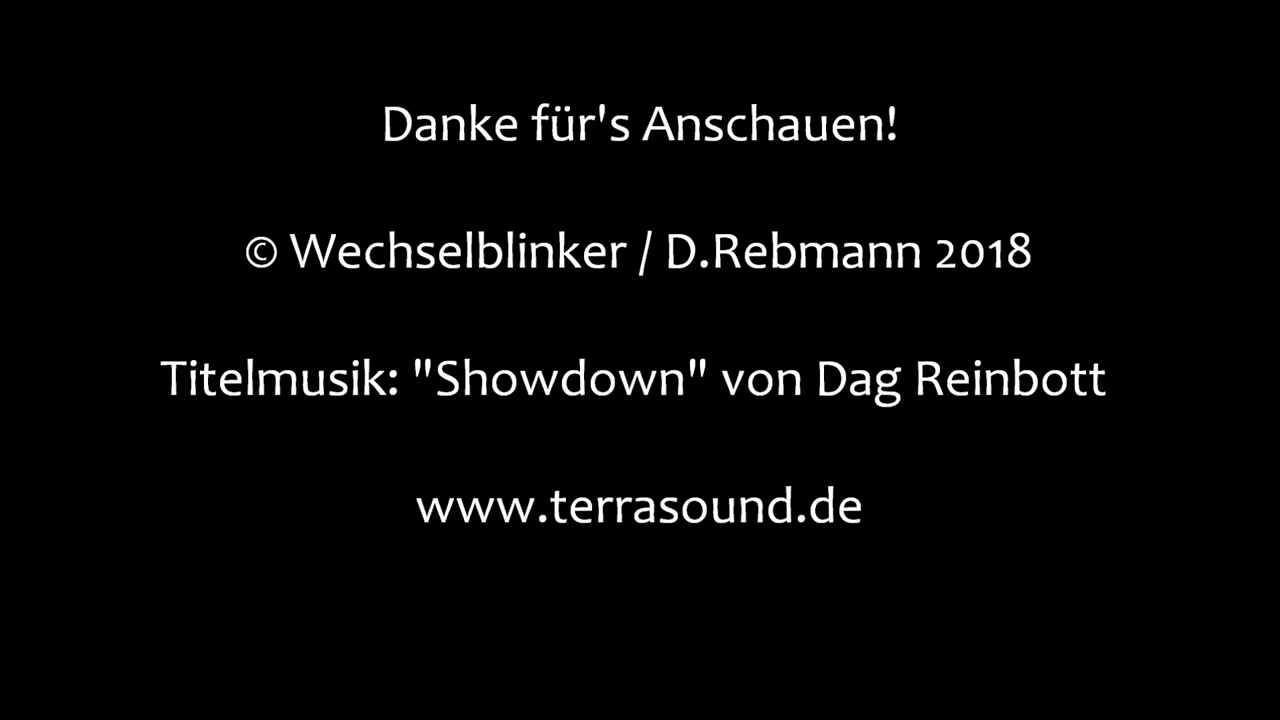 Danke für's Anschauen!
© Wechselblinker / D.Rebmann 2018
Titelmusik: "Showdown" von Dag Reinbott
www.terrasound.de